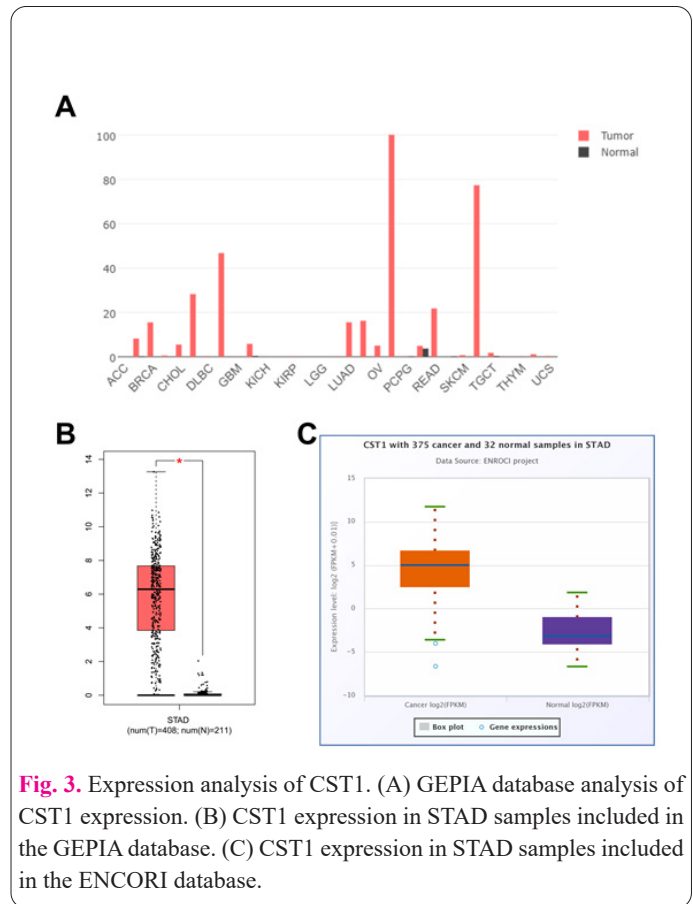 A
100
80
60
40
20
0
Tumor
Normal
ACC
BRCA
CHOL
DLBC
GBM
KICH
KIRP
LGG
LUAD
OV
PCPG
READ
SKCM
TGCT
THYM
UCS
B
14
12
10
8
6
4
2
0
*
STAD
(num(T)=408; num(N)=211)
C
CST1 with 375 cancer and 32 normal samples in STAD
Data Source: ENROCI project
Expression level: log2 (FPKM+0.01)]
15
10
5
0
−5
−10
Cancer log2(FPKM)
Normal log2(FPKM)
Box plot
Gene expressions
Fig. 3. Expression analysis of CST1. (A) GEPIA database analysis of
CST1 expression. (B) CST1 expression in STAD samples included in
the GEPIA database. (C) CST1 expression in STAD samples included
in the ENCORI database.